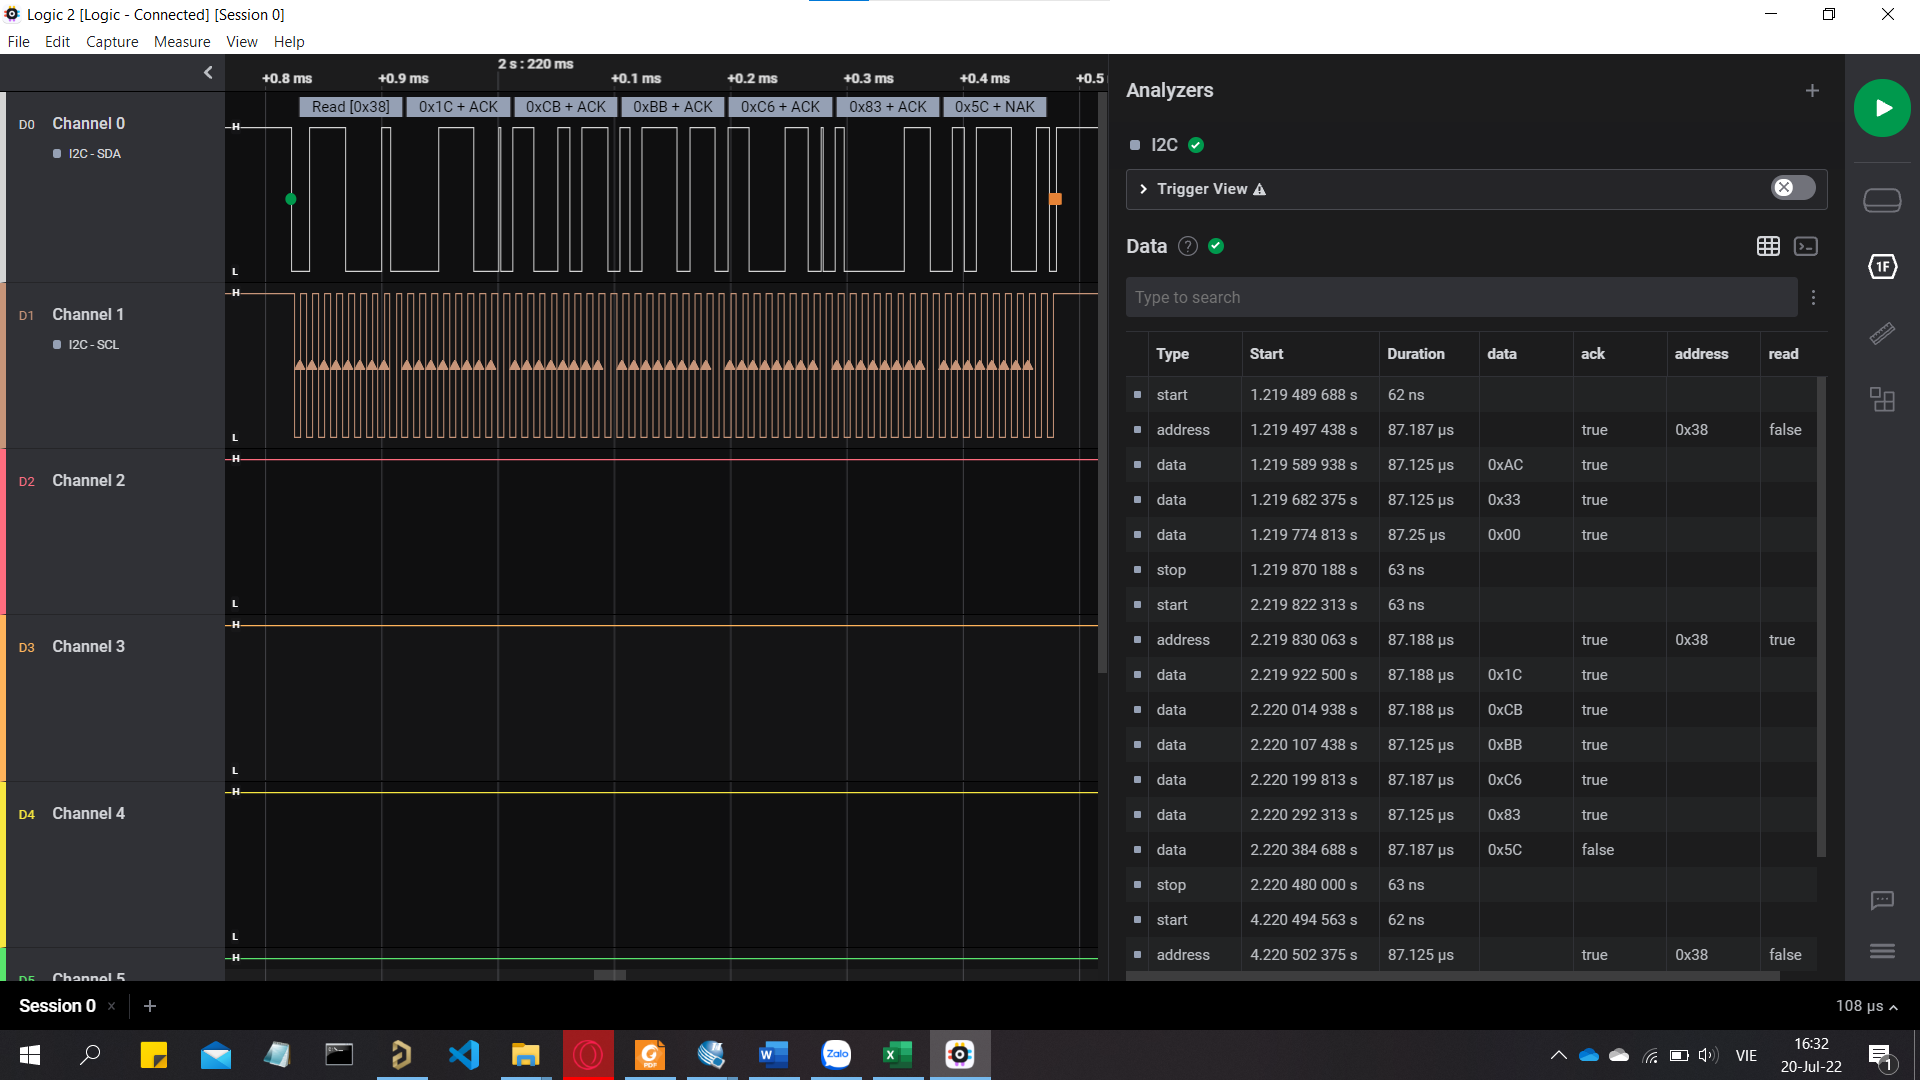 Logic 2 [Logic - Connected] [Session 0]
File Edit Capture Measure View Help
2 s : 220 ms
+0.8 ms +0.9 ms +0.1 ms +0.2 ms +0.3 ms +0.4 ms +0.5
Read [0x38] 0x1C + ACK 0xCB + ACK 0xBB + ACK 0xC6 + ACK 0x83 + ACK 0x5C + NAK
D0 Channel 0
I2C - SDA
H
L
D1 Channel 1
I2C - SCL
H
L
D2 Channel 2
H
L
D3 Channel 3
H
L
D4 Channel 4
H
L
D5 Channel 5
H
Analyzers
I2C
Trigger View
Data
1F
Type to search
Type Start Duration data ack address read
start 1.219 489 688 s 62 ns
address 1.219 497 438 s 87.187 µs true 0x38 false
data 1.219 589 938 s 87.125 µs 0xAC true
data 1.219 682 375 s 87.125 µs 0x33 true
data 1.219 774 813 s 87.25 µs 0x00 true
stop 1.219 870 188 s 63 ns
start 2.219 822 313 s 63 ns
address 2.219 830 063 s 87.188 µs true 0x38 true
data 2.219 922 500 s 87.188 µs 0x1C true
data 2.220 014 938 s 87.188 µs 0xCB true
data 2.220 107 438 s 87.125 µs 0xBB true
data 2.220 199 813 s 87.187 µs 0xC6 true
data 2.220 292 313 s 87.125 µs 0x83 true
data 2.220 384 688 s 87.187 µs 0x5C false
stop 2.220 480 000 s 63 ns
start 4.220 494 563 s 62 ns
address 4.220 502 375 s 87.125 µs true 0x38 false
Session 0
108 µs
PDF
W
Zalo
X
VIE
16:32
20-Jul-22
1